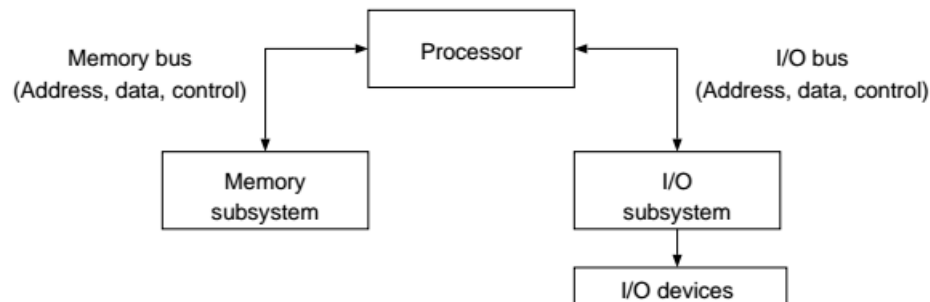 Processor
Memory bus
(Address, data, control)
I/O bus
(Address, data, control)
Memory
subsystem
I/O
subsystem
I/O devices